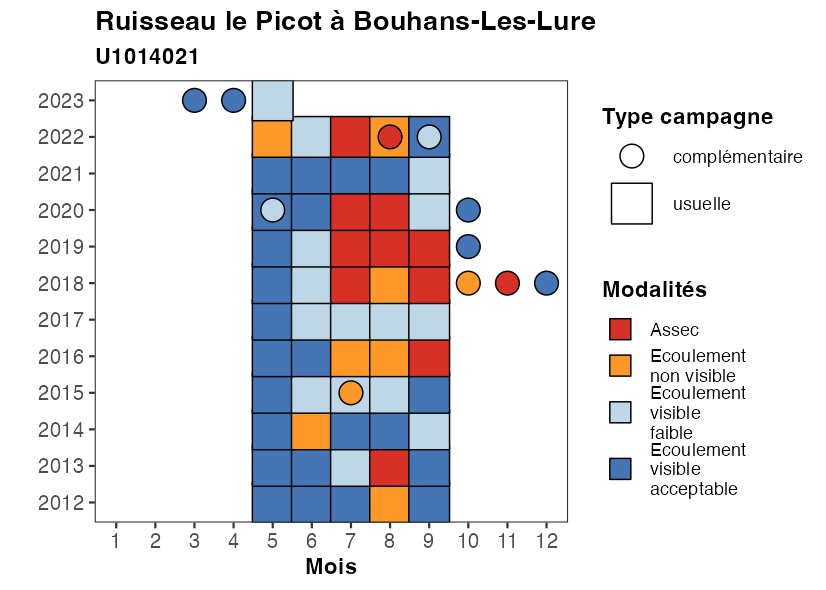 Ruisseau le Picot à Bouhans-Les-Lure
U1014021
2023
2022
2021
2020
2019
2018
2017
2016
2015
2014
2013
2012
1 2 3 4 5 6 7 8 9 10 11 12
Mois
Type campagne
complémentaire
usuelle
Modalités
Assec
Ecoulement
non visible
Ecoulement
visible
faible
Ecoulement
visible
acceptable